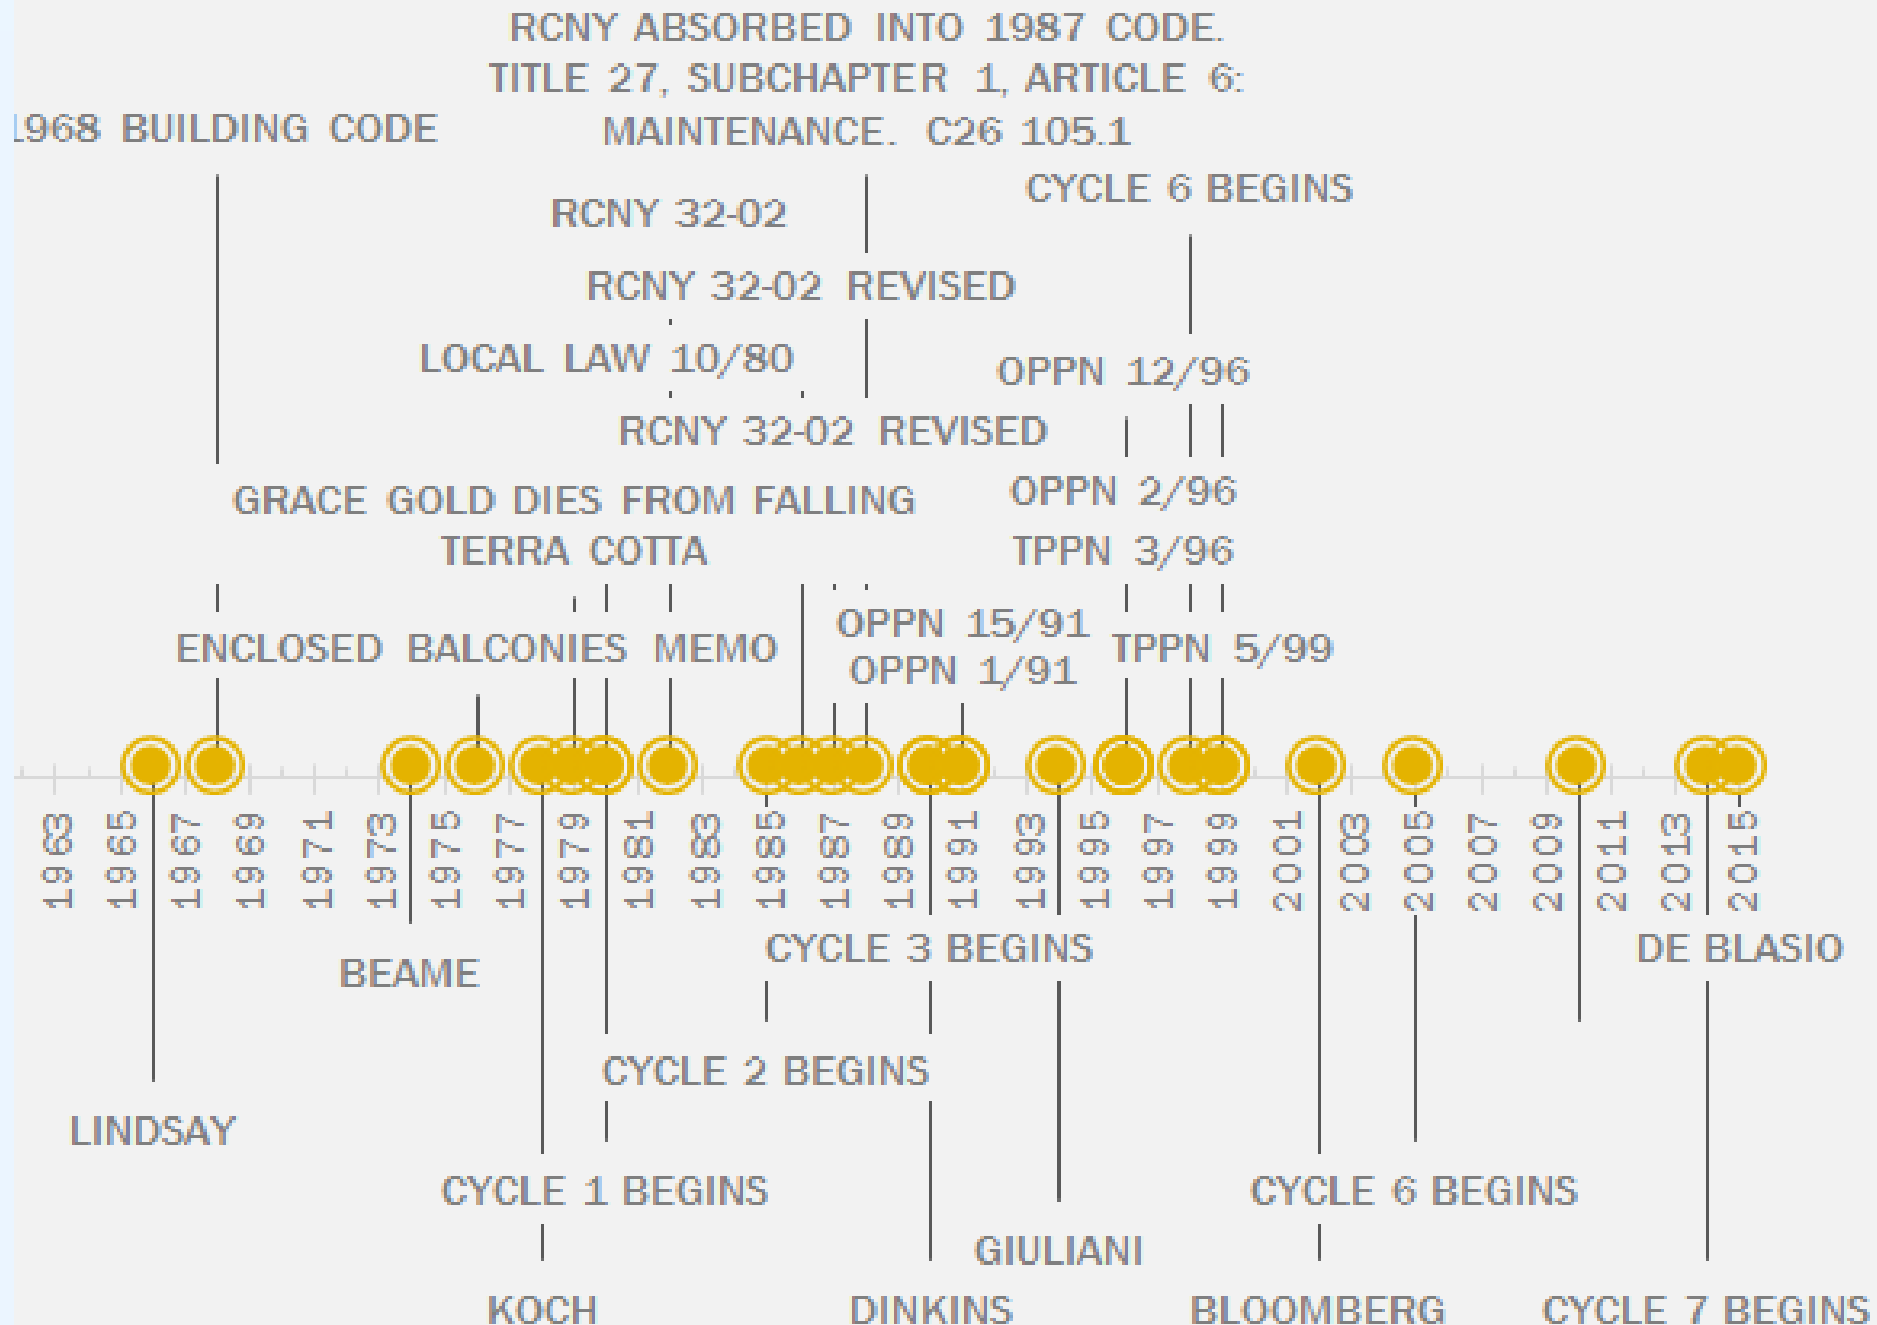 RCNY ABSORBED INTO 1987 CODE.
TITLE 27, SUBCHAPTER 1, ARTICLE 6:
1968 BUILDING CODE
MAINTENANCE. C26 105.1
CYCLE 6 BEGINS
RCNY 32-02
RCNY 32-02 REVISED
LOCAL LAW 10/80
OPPN 12/96
RCNY 32-02 REVISED
GRACE GOLD DIES FROM FALLING
TERRA COTTA
OPPN 2/96
TPPN 3/96
ENCLOSED BALCONIES MEMO
OPPN 15/91
OPPN 1/91
TPPN 5/99
1963
1965
1967
1969
1971
1973
1975
1977
1979
1981
1983
1985
1987
1989
1991
1993
1995
1997
1999
2001
2003
2005
2007
2009
2011
2013
2015
BEAME
CYCLE 3 BEGINS
DE BLASIO
CYCLE 2 BEGINS
LINDSAY
CYCLE 1 BEGINS
CYCLE 6 BEGINS
GIULIANI
KOCH
DINKINS
BLOOMBERG
CYCLE 7 BEGINS